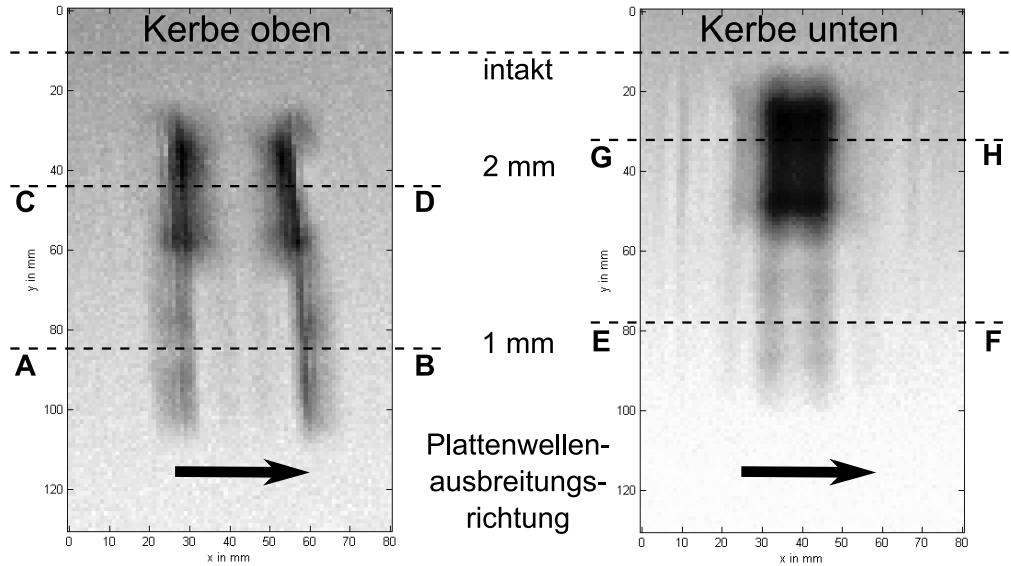 Kerbe oben
0
20
40
60
80
100
120
y in mm
0 10 20 30 40 50 60 70 80
x in mm
C
D
A
B
intakt
2 mm
1 mm
Plattenwellen-
ausbreitungs-
richtung
Kerbe unten
0
20
40
60
80
100
120
y in mm
0 10 20 30 40 50 60 70 80
x in mm
G
H
E
F